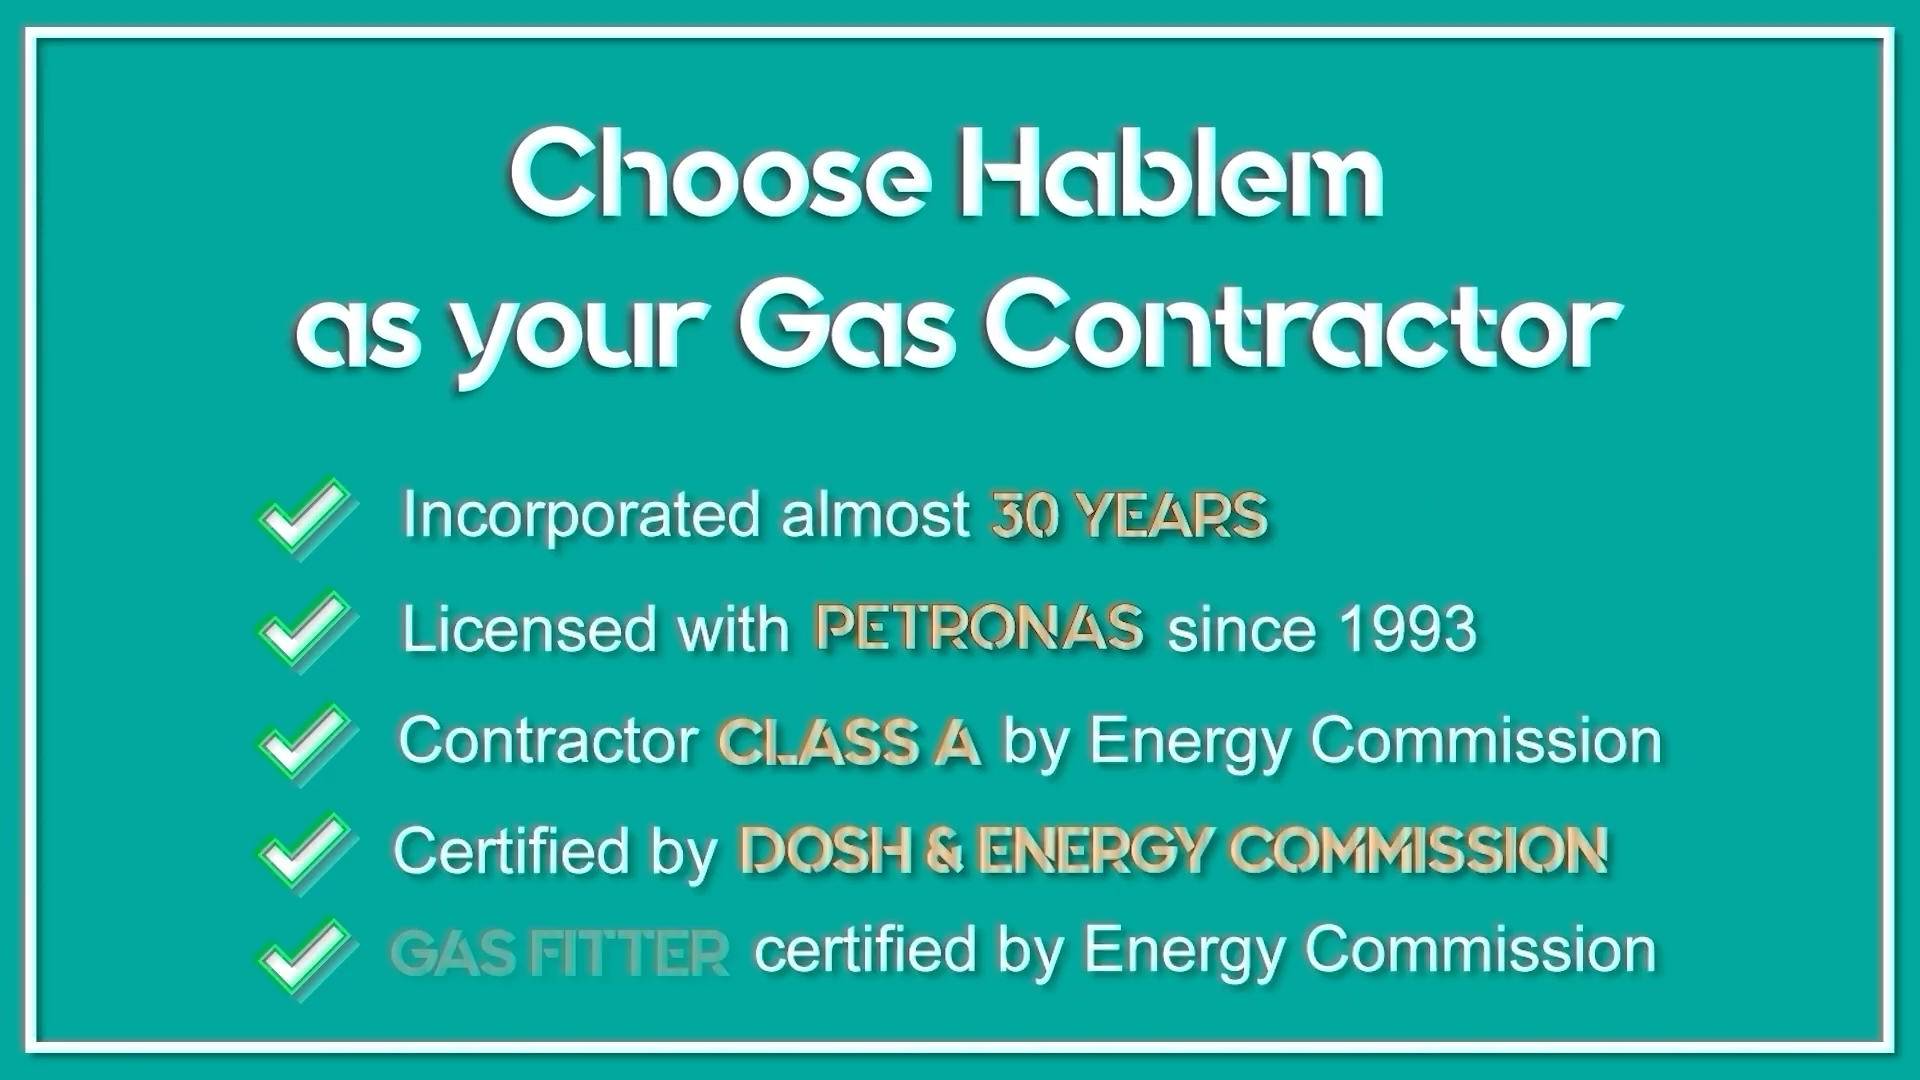 Choose Hablem
as your Gas Contractor
Incorporated almost 30 YEARS
Licensed with PETRONAS since 1993
Contractor CLASS A by Energy Commission
Certified by DOSH & ENERGY COMMISSION
GAS FITTER certified by Energy Commission